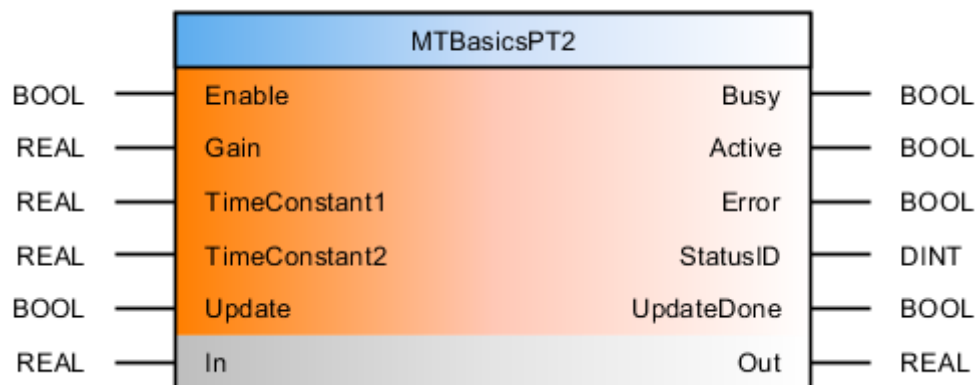 MTBasicsPT2
BOOL Enable Busy BOOL
REAL Gain Active BOOL
REAL TimeConstant1 Error BOOL
REAL TimeConstant2 StatusID DINT
BOOL Update UpdateDone BOOL
REAL In Out REAL